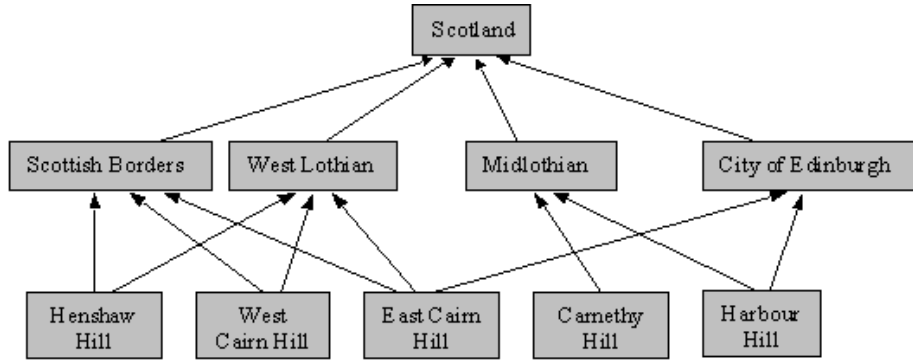 Scotland
Scottish Borders
West Lothian
Midlothian
City of Edinburgh
Henshaw
Hill
West
Cairn Hill
East Cairn
Hill
Carnethy
Hill
Harbour
Hill